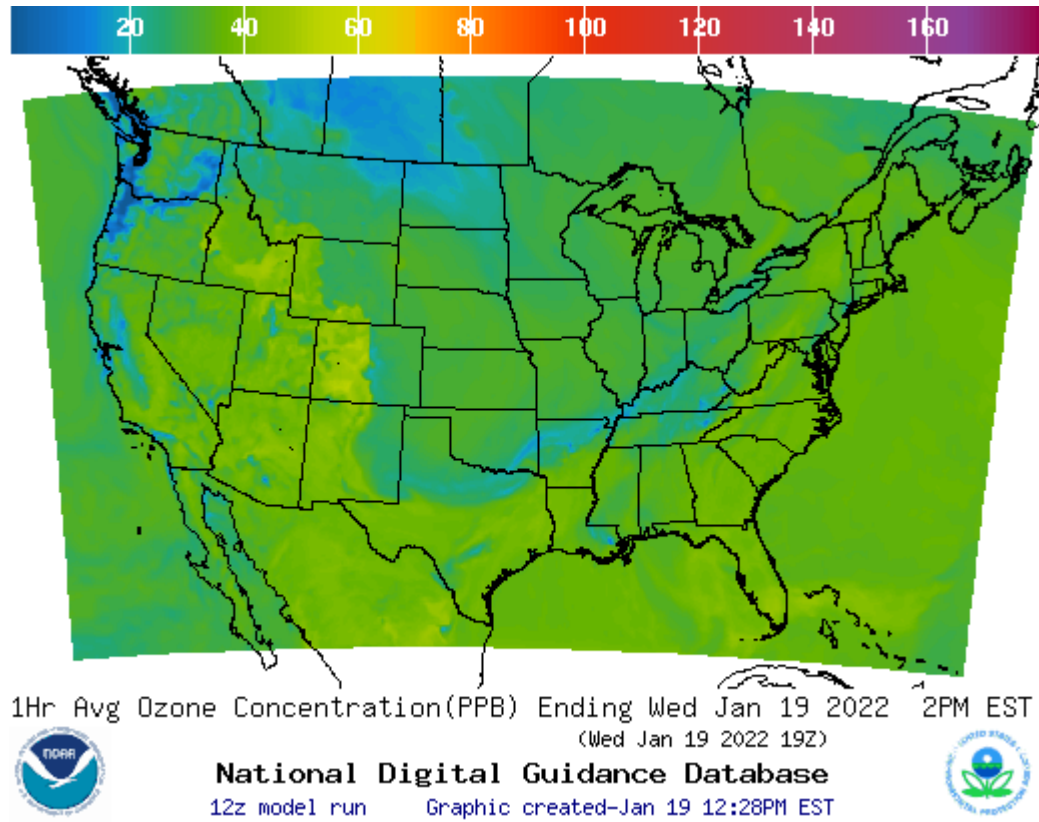 20 40 60 80 100 120 140 160
1Hr Avg Ozone Concentration(PPB) Ending Wed Jan 19 2022 2PM EST
(Wed Jan 19 2022 19Z)
NOAA
National Digital Guidance Database
12z model run Graphic created-Jan 19 12:28PM EST